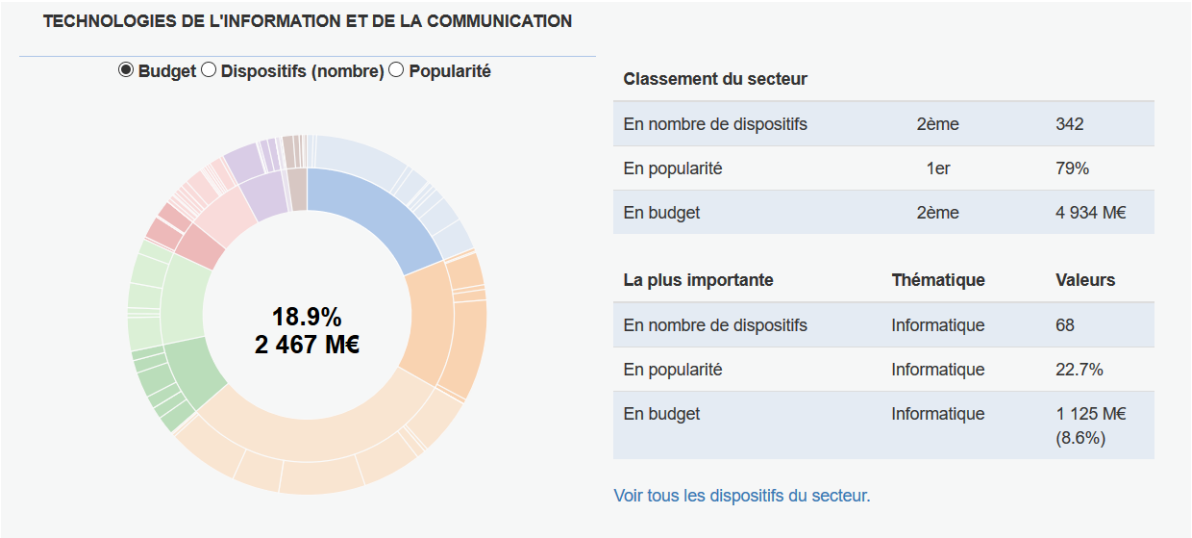 TECHNOLOGIES DE L'INFORMATION ET DE LA COMMUNICATION
Budget Dispositifs (nombre) Popularité
18.9%
2 467 M€
Classement du secteur
En nombre de dispositifs 2ème 342
En popularité 1er 79%
En budget 2ème 4 934 M€
La plus importante Thématique Valeurs
En nombre de dispositifs Informatique 68
En popularité Informatique 22.7%
En budget Informatique 1 125 M€
(8.6%)
Voir tous les dispositifs du secteur.